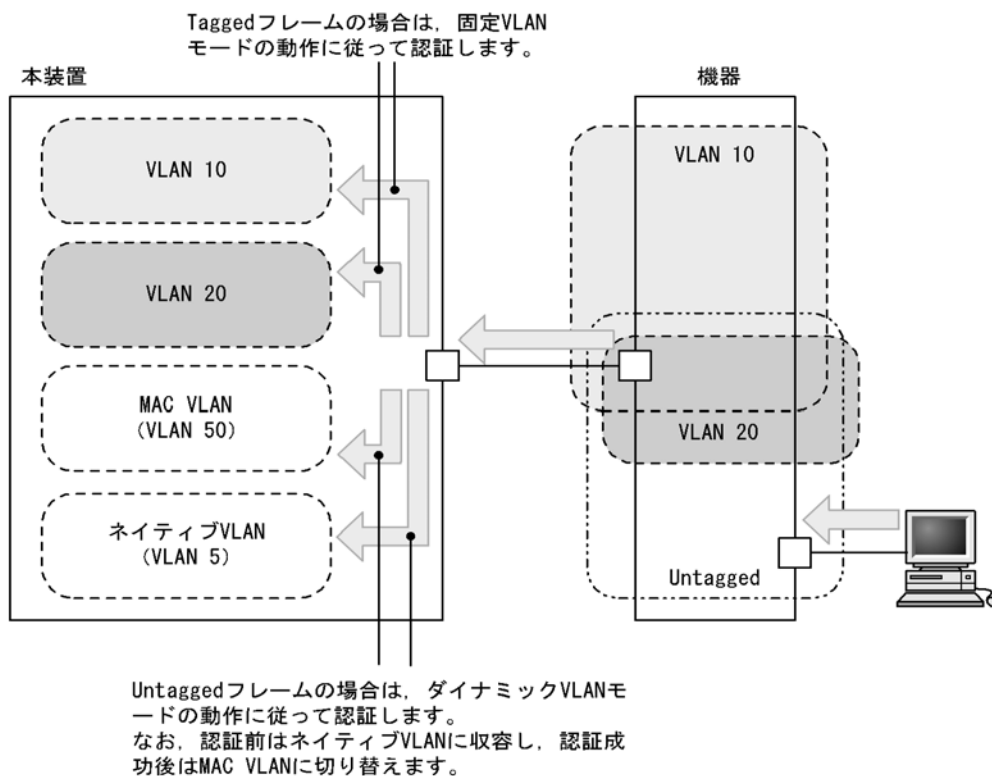 Taggedフレームの場合は，固定VLAN
モードの動作に従って認証します。
本装置
機器
VLAN 10
VLAN 10
VLAN 20
MAC VLAN
(VLAN 50)
VLAN 20
ネイティブVLAN
(VLAN 5)
Untagged
Untaggedフレームの場合は，ダイナミックVLANモ
ードの動作に従って認証します。
なお，認証前はネイティブVLANに収容し，認証成
功後はMAC VLANに切り替えます。